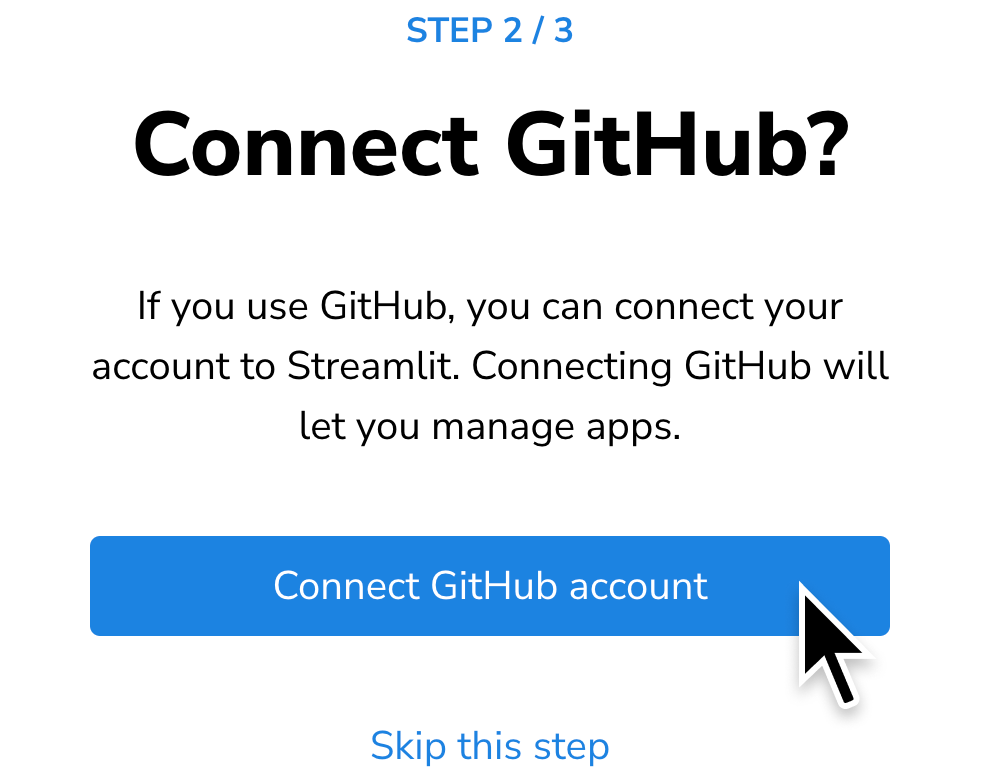 STEP 2 / 3
Connect GitHub?
If you use GitHub, you can connect your
account to Streamlit. Connecting GitHub will
let you manage apps.
Connect GitHub account
Skip this step